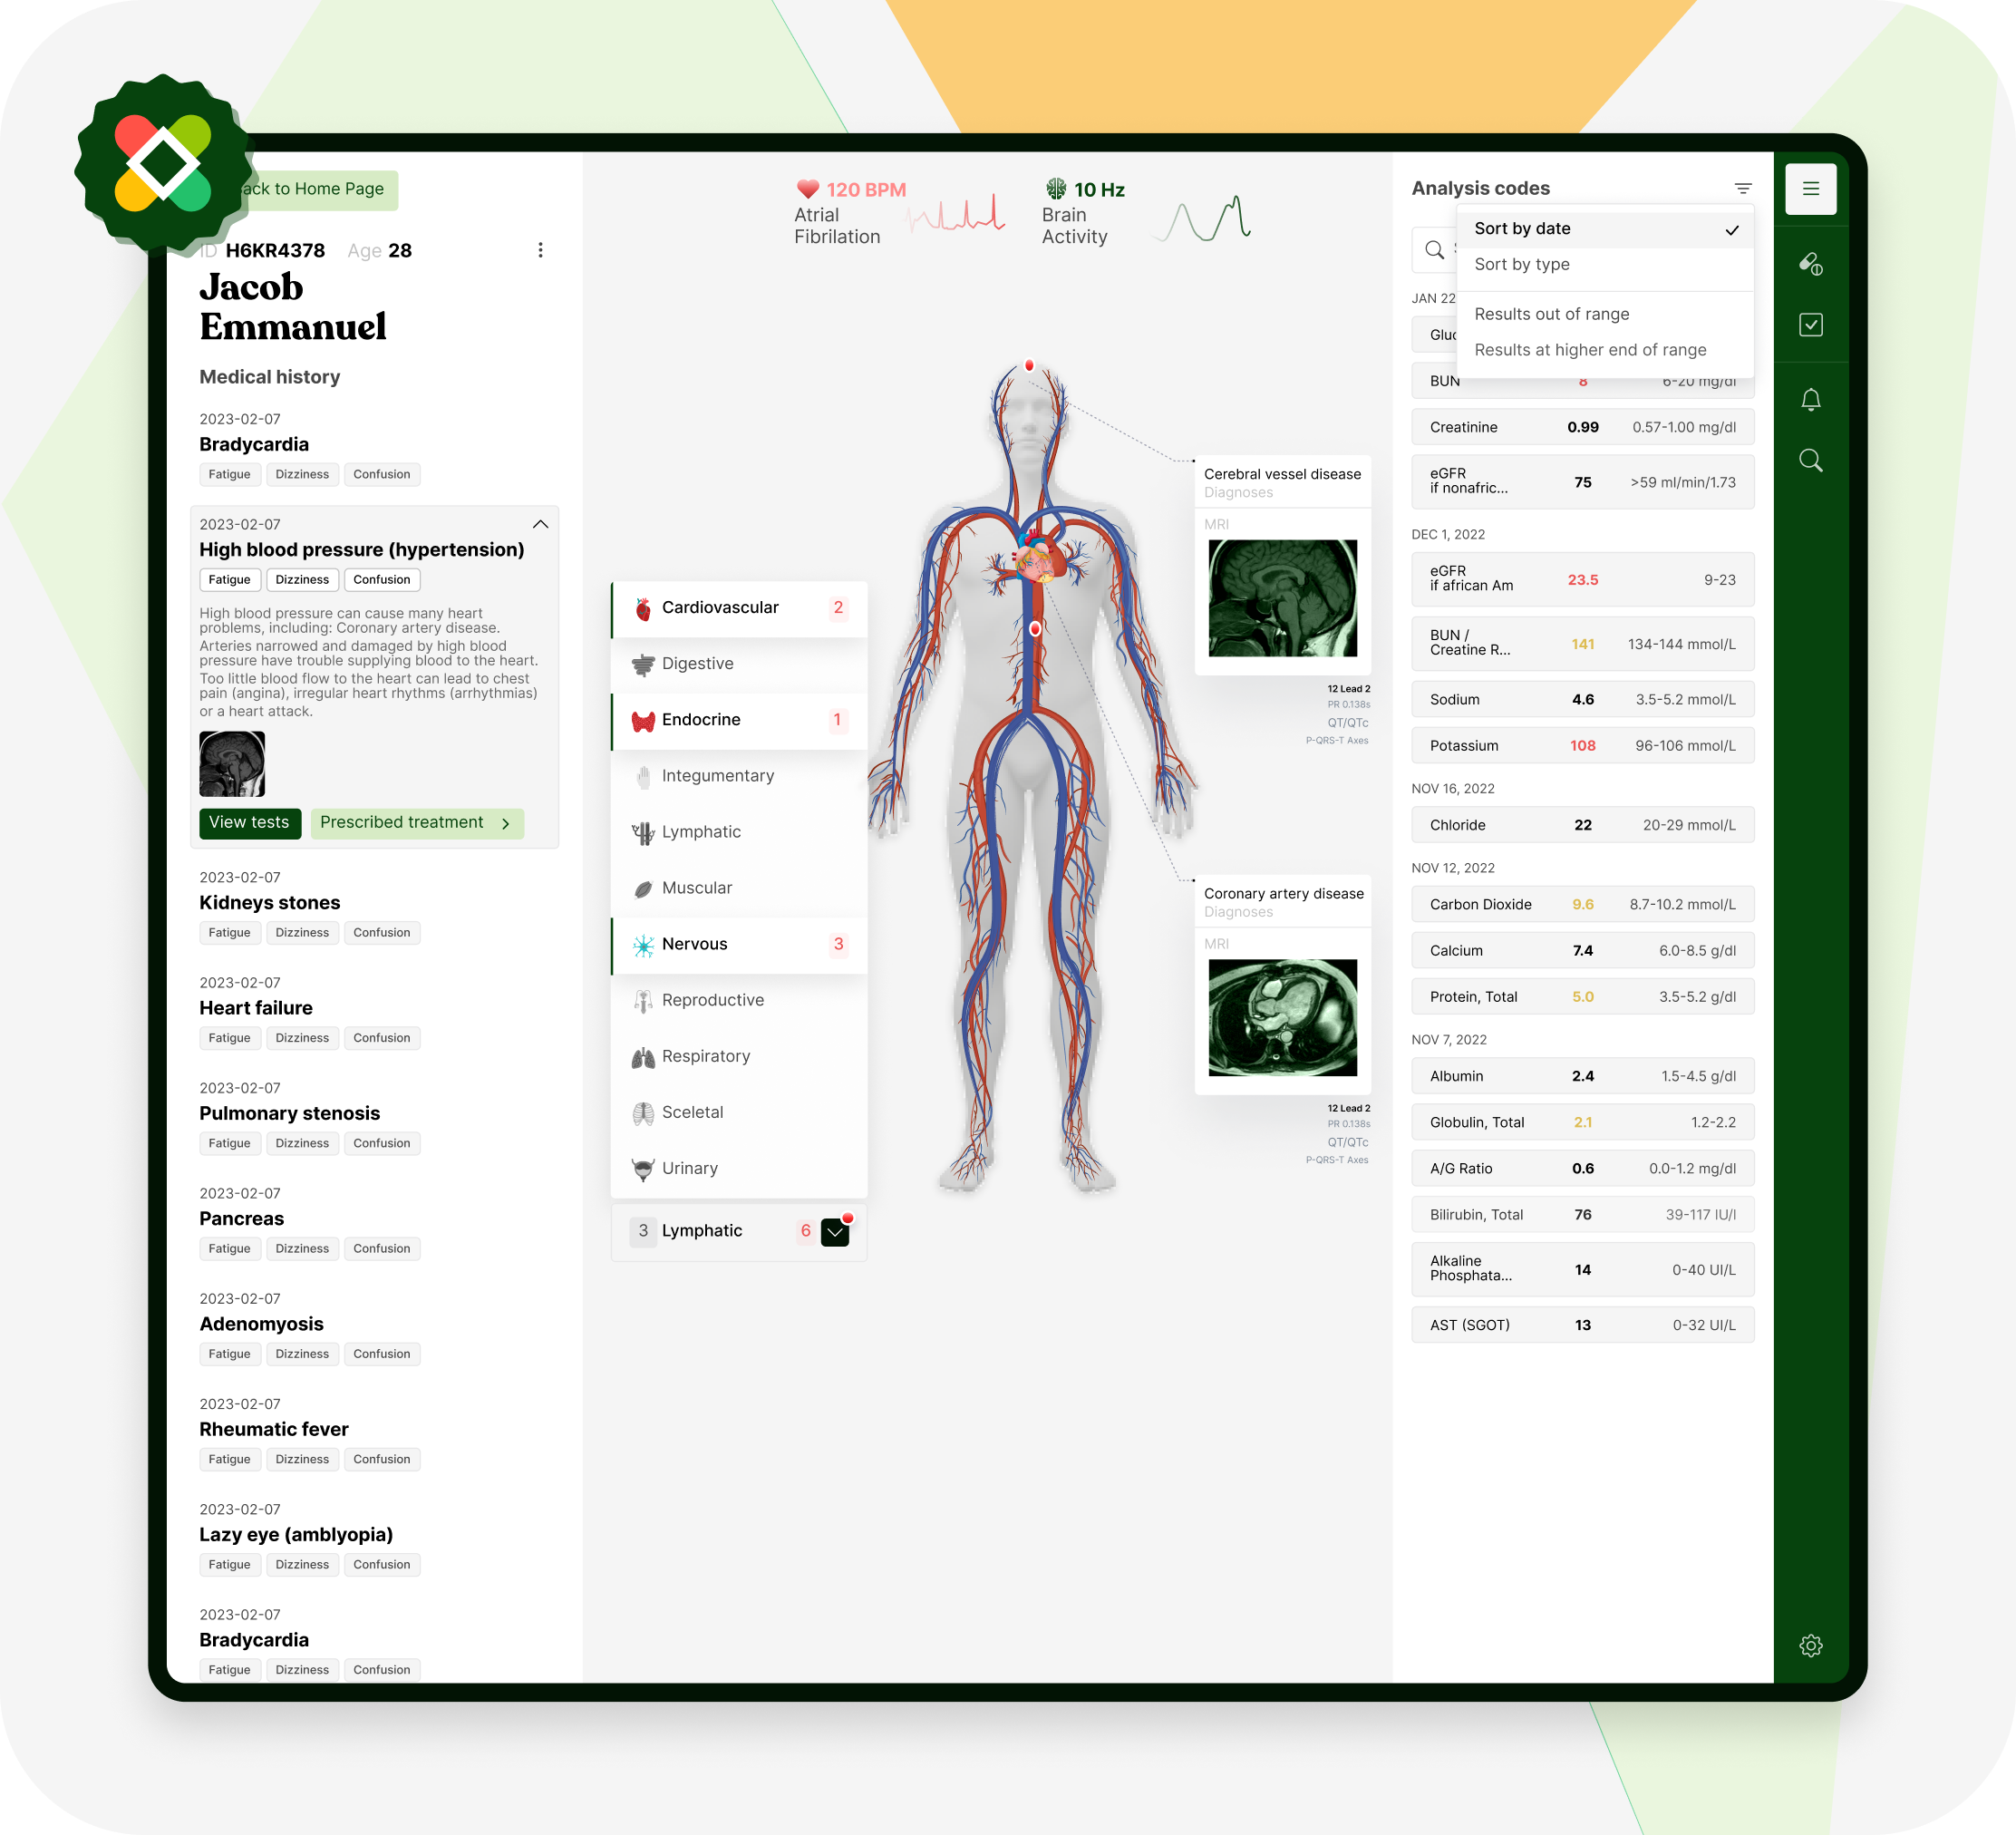 ack to Home Page
ID H6KR4378 Age 28
Jacob
Emmanuel
Medical history
2023-02-07
Bradycardia
Fatigue Dizziness Confusion
2023-02-07
High blood pressure (hypertension)
Fatigue Dizziness Confusion
High blood pressure can cause many heart
problems, including: Coronary artery disease.
Arteries narrowed and damaged by high blood
pressure have trouble supplying blood to the heart.
Too little blood flow to the heart can lead to chest
pain (angina), irregular heart rhythms (arrhythmias)
or a heart attack.
View tests Prescribed treatment
2023-02-07
Kidneys stones
Fatigue Dizziness Confusion
2023-02-07
Heart failure
Fatigue Dizziness Confusion
2023-02-07
Pulmonary stenosis
Fatigue Dizziness Confusion
2023-02-07
Pancreas
Fatigue Dizziness Confusion
2023-02-07
Adenomyosis
Fatigue Dizziness Confusion
2023-02-07
Rheumatic fever
Fatigue Dizziness Confusion
2023-02-07
Lazy eye (amblyopia)
Fatigue Dizziness Confusion
2023-02-07
Bradycardia
Fatigue Dizziness Confusion
120 BPM
Atrial
Fibrilation
10 Hz
Brain
Activity
Cardiovascular 2
Digestive
Endocrine 1
Integumentary
Lymphatic
Muscular
Nervous 3
Reproductive
Respiratory
Sceletal
Urinary
3 Lymphatic 6
Cerebral vessel disease
Diagnoses
MRI
12 Lead 2
PR 0.138s
QT/QTc
P-QRS-T Axes
Coronary artery disease
Diagnoses
MRI
12 Lead 2
PR 0.138s
QT/QTc
P-QRS-T Axes
Analysis codes
Sort by date
Sort by type
Results out of range
Results at higher end of range
JAN 22
Gluc
BUN 8 6-20 mg/dl
Creatinine 0.99 0.57-1.00 mg/dl
eGFR
if nonafric... 75 >59 ml/min/1.73
DEC 1, 2022
eGFR
if african Am 23.5 9-23
BUN /
Creatine R... 141 134-144 mmol/L
Sodium 4.6 3.5-5.2 mmol/L
Potassium 108 96-106 mmol/L
NOV 16, 2022
Chloride 22 20-29 mmol/L
NOV 12, 2022
Carbon Dioxide 9.6 8.7-10.2 mmol/L
Calcium 7.4 6.0-8.5 g/dl
Protein, Total 5.0 3.5-5.2 g/dl
NOV 7, 2022
Albumin 2.4 1.5-4.5 g/dl
Globulin, Total 2.1 1.2-2.2
A/G Ratio 0.6 0.0-1.2 mg/dl
Bilirubin, Total 76 39-117 IU/l
Alkaline
Phosphata... 14 0-40 UI/L
AST (SGOT) 13 0-32 UI/L